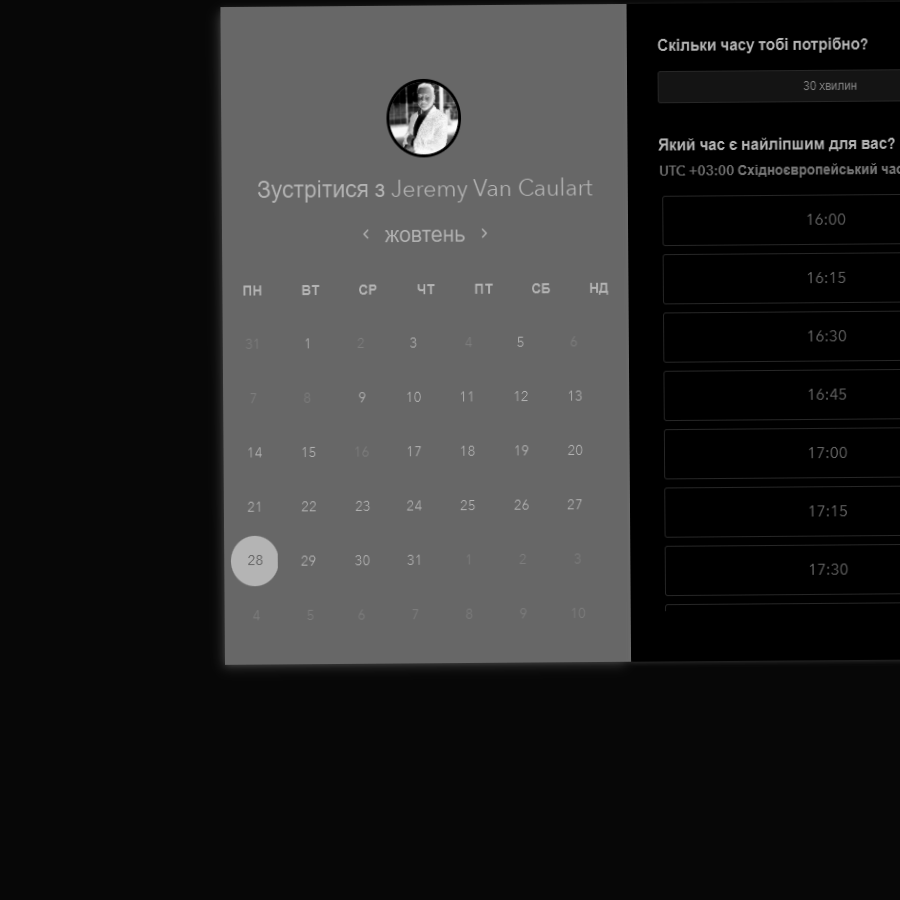 Зустрітися з Jeremy Van Caulart
‹ жовтень ›
ПН ВТ СР ЧТ ПТ СБ НД
31 1 2 3 4 5 6
7 8 9 10 11 12 13
14 15 16 17 18 19 20
21 22 23 24 25 26 27
28 29 30 31 1 2 3
4 5 6 7 8 9 10
Скільки часу тобі потрібно?
30 хвилин
Який час є найліпшим для вас?
UTC +03:00 Східноєвропейський час
16:00
16:15
16:30
16:45
17:00
17:15
17:30